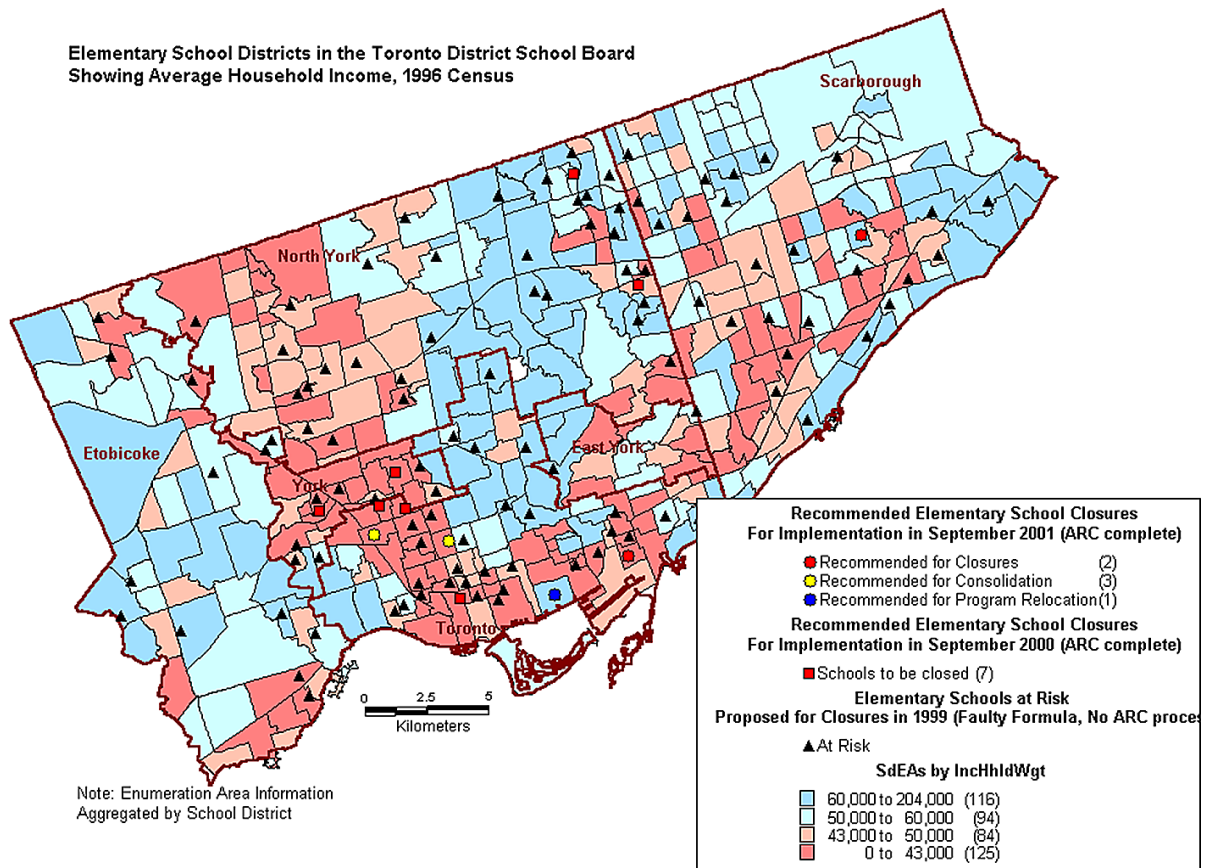 Elementary School Districts in the Toronto District School Board
Showing Average Household Income, 1996 Census
Scarborough
North York
Etobicoke
East York
York
Toronto
0 2.5 5
Kilometers
Note: Enumeration Area Information
Aggregated by School District
Recommended Elementary School Closures
For Implementation in September 2001 (ARC complete)
Recommended for Closures (2)
Recommended for Consolidation (3)
Recommended for Program Relocation (1)
Recommended Elementary School Closures
For Implementation in September 2000 (ARC complete)
Schools to be closed (7)
Elementary Schools at Risk
Proposed for Closures in 1999 (Faulty Formula, No ARC proces
At Risk
SdEAs by IncHhldWgt
60,000 to 204,000 (116)
50,000 to 60,000 (94)
43,000 to 50,000 (84)
0 to 43,000 (125)